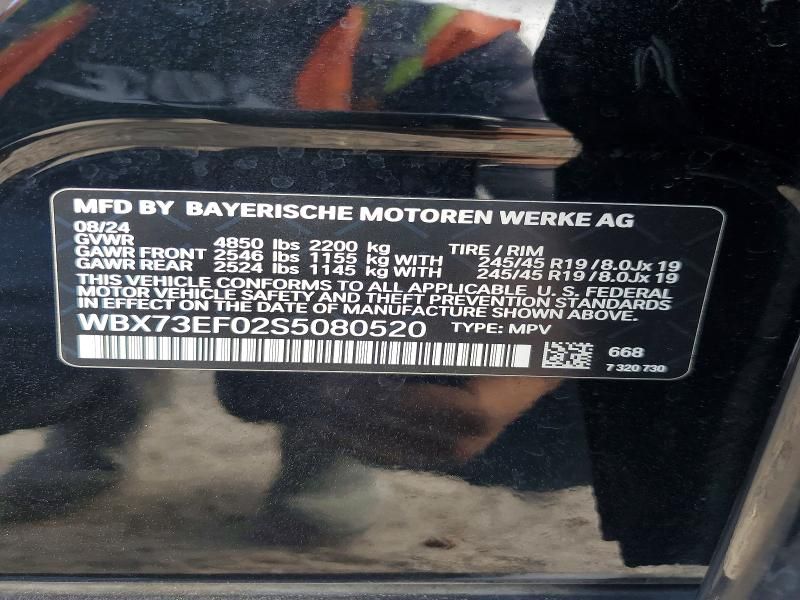 MFD BY BAYERISCHE MOTOREN WERKE AG
08/24
GVWR 4850 lbs 2200 kg TIRE / RIM
GAWR FRONT 2546 lbs 1155 kg WITH 245/45 R19 / 8.0Jx 19
GAWR REAR 2524 lbs 1145 kg WITH 245/45 R19 / 8.0Jx 19
THIS VEHICLE CONFORMS TO ALL APPLICABLE U. S. FEDERAL
MOTOR VEHICLE SAFETY AND THEFT PREVENTION STANDARDS
IN EFFECT ON THE DATE OF MANUFACTURE SHOWN ABOVE.
WBX73EF02S5080520 TYPE: MPV
668
7 320 730